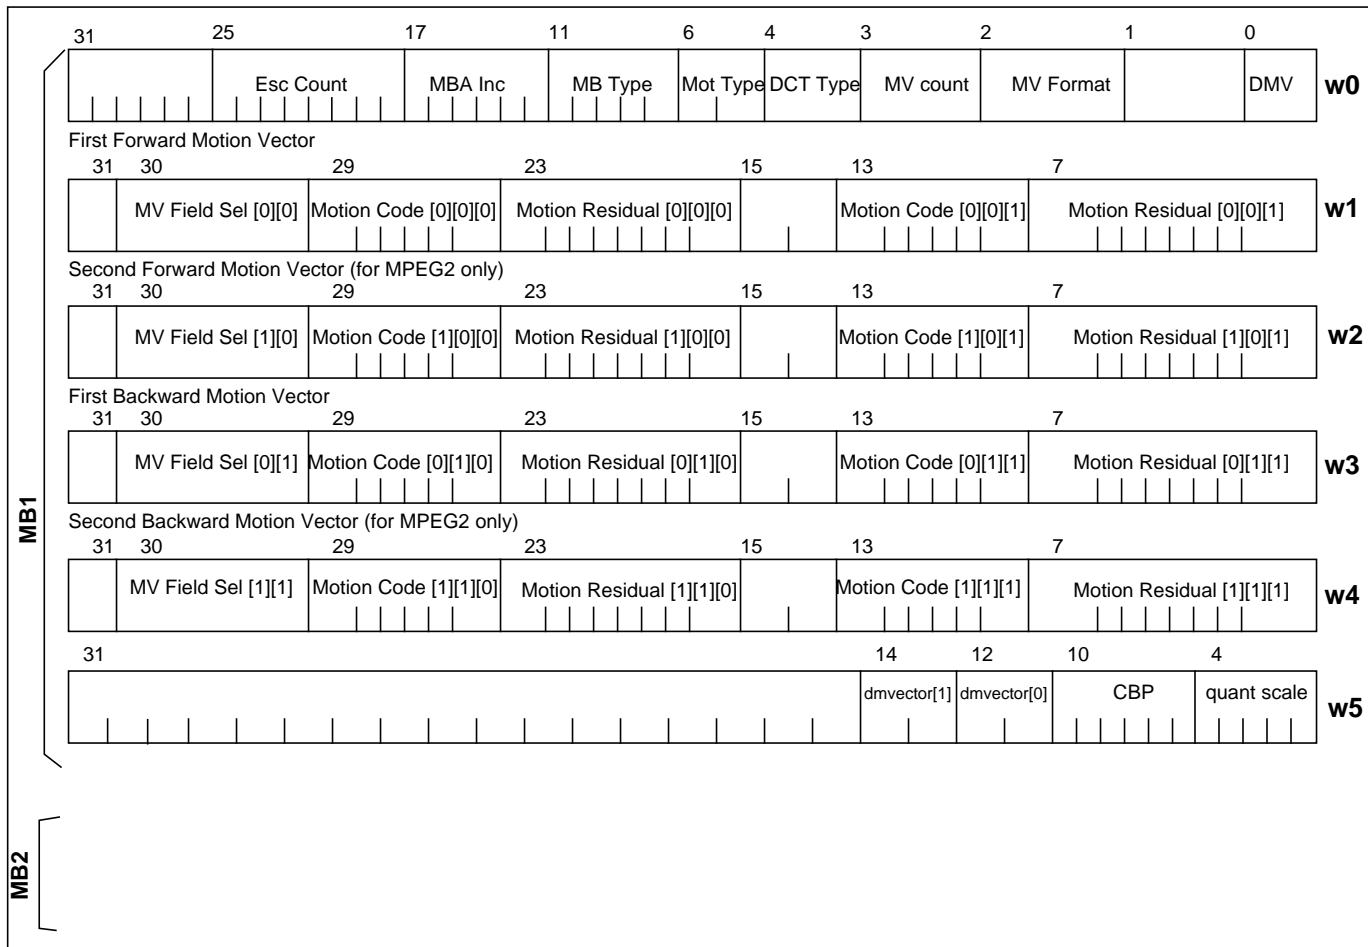 31 25 17 11 6 4 3 2 1 0
Esc Count MBA Inc MB Type Mot Type DCT Type MV count MV Format DMV w0
First Forward Motion Vector
31 30 29 23 15 13 7
MV Field Sel [0][0] Motion Code [0][0][0] Motion Residual [0][0][0] Motion Code [0][0][1] Motion Residual [0][0][1] w1
Second Forward Motion Vector (for MPEG2 only)
31 30 29 23 15 13 7
MV Field Sel [1][0] Motion Code [1][0][0] Motion Residual [1][0][0] Motion Code [1][0][1] Motion Residual [1][0][1] w2
First Backward Motion Vector
31 30 29 23 15 13 7
MV Field Sel [0][1] Motion Code [0][1][0] Motion Residual [0][1][0] Motion Code [0][1][1] Motion Residual [0][1][1] w3
MB1
Second Backward Motion Vector (for MPEG2 only)
31 30 29 23 15 13 7
MV Field Sel [1][1] Motion Code [1][1][0] Motion Residual [1][1][0] Motion Code [1][1][1] Motion Residual [1][1][1] w4
31 14 12 10 4
dmvector[1] dmvector[0] CBP quant scale w5
MB2